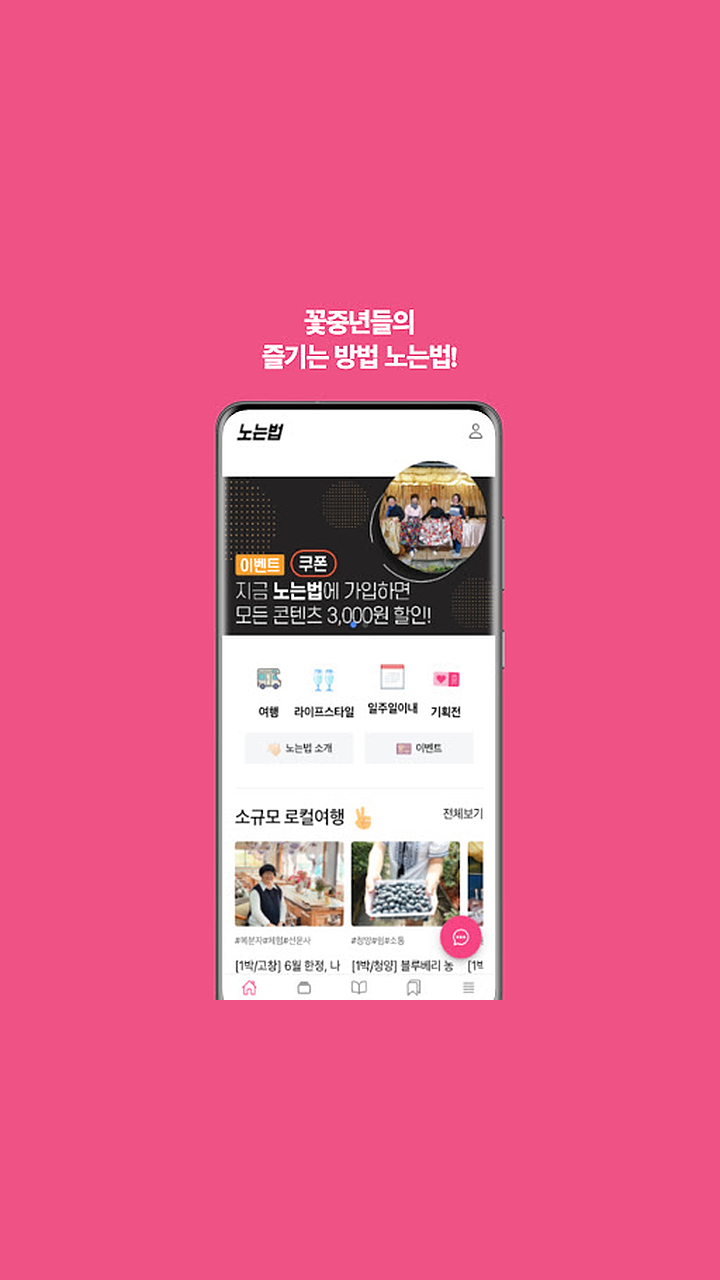 꽃중년들의
즐기는 방법 노는법!
노는법
이벤트 쿠폰
지금 노는법에 가입하면
모든 콘텐츠 3,000원 할인!
여행 라이프스타일 일주일이내 기획전
노는법 소개 이벤트
소규모 로컬여행 전체보기
#복분자#체험#선운사 #청양#쉼#소통
[1박/고창] 6월 한정, 나 [1박/청양] 블루베리 농 [1박